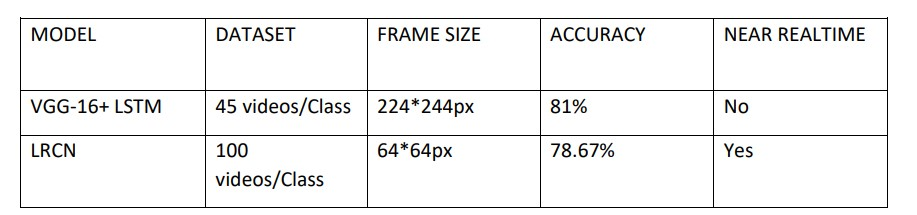 MODEL DATASET FRAME SIZE ACCURACY NEAR REALTIME
VGG-16+ LSTM 45 videos/Class 224*244px 81% No
LRCN 100 64*64px 78.67% Yes
videos/Class